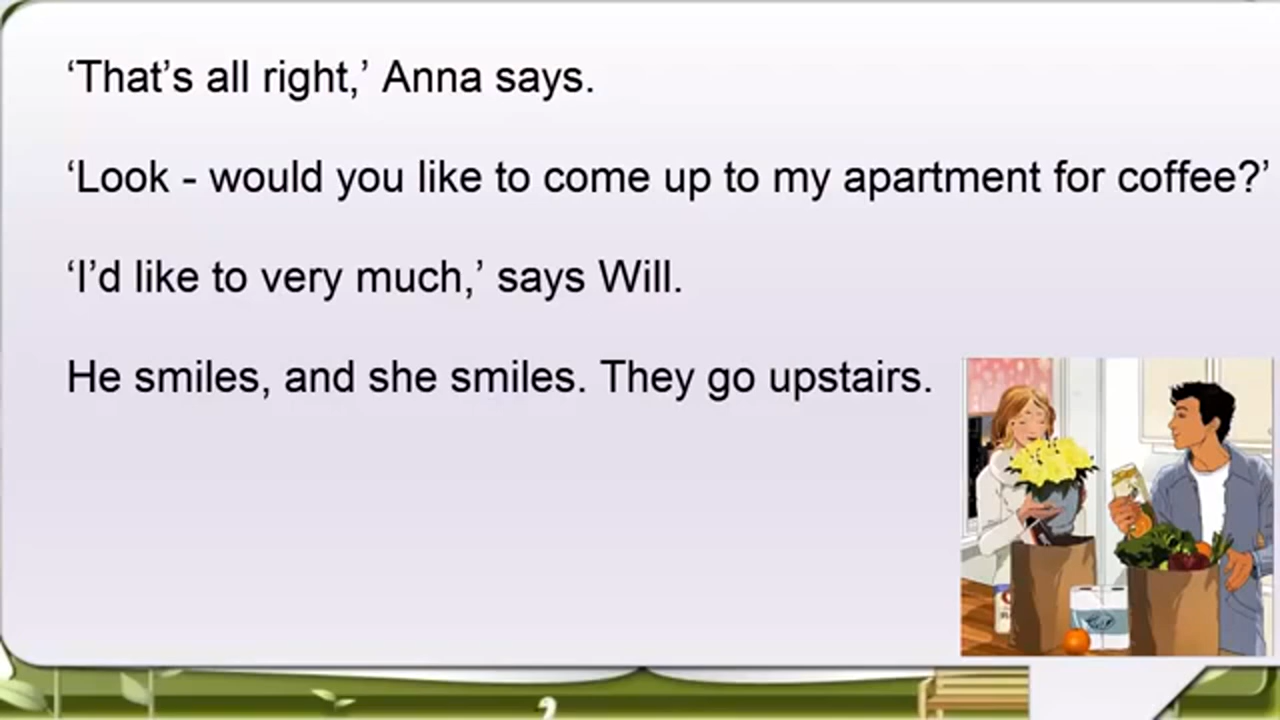 ‘That’s all right,’ Anna says.
‘Look - would you like to come up to my apartment for coffee?’
‘I’d like to very much,’ says Will.
He smiles, and she smiles. They go upstairs.